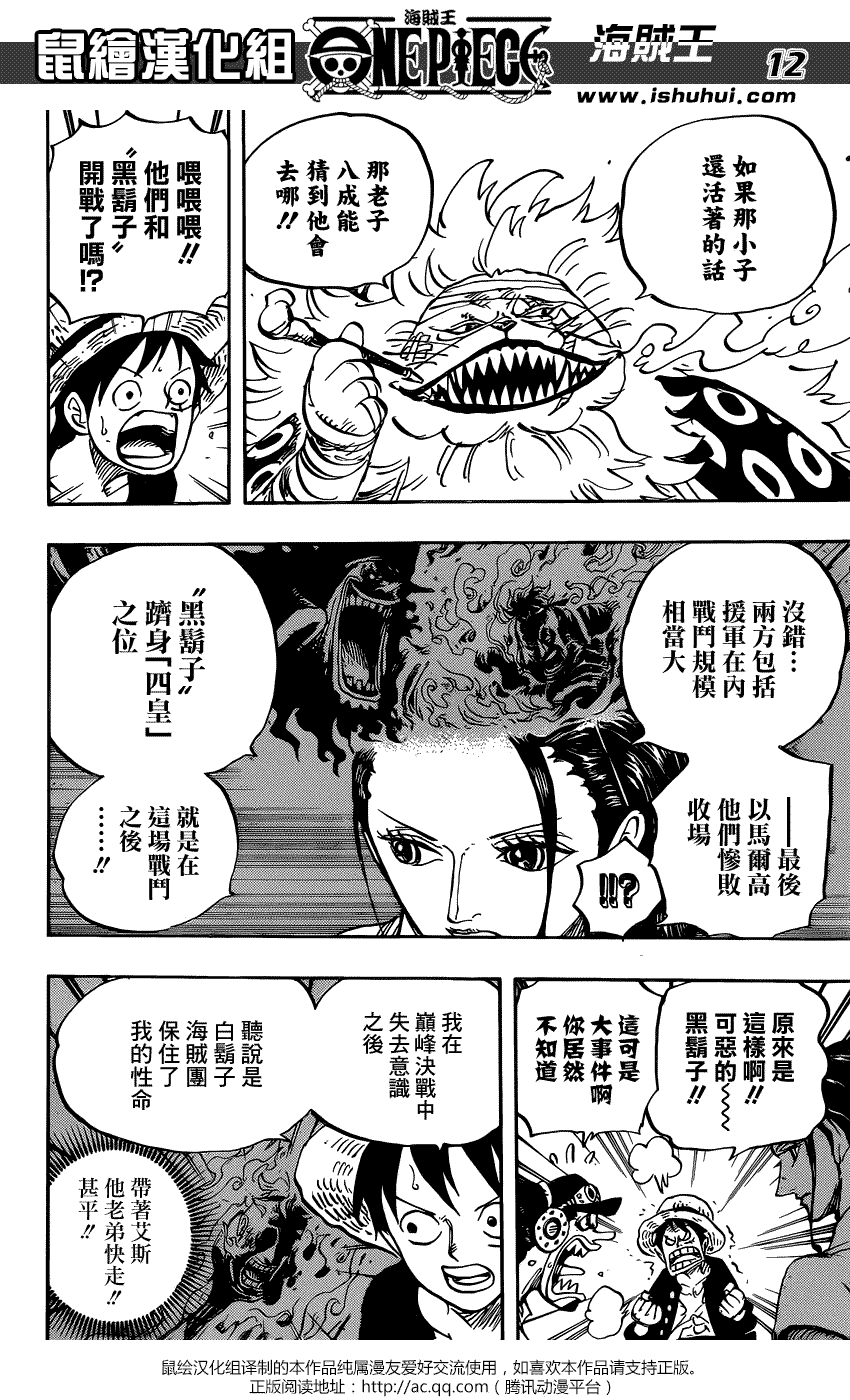 鼠繪漢化組
海賊王
ONE PIECE
海賊王
12
www.ishuhui.com
如果那小子
還活著的話
那老子
八成能
猜到他會
去哪!!
喂喂喂!!
他們和
“黑鬍子”
開戰了嗎!?
沒錯…
兩方包括
援軍在內
戰鬥規模
相當大
——最後
以馬爾高
他們慘敗
收場
!!?
“黑鬍子”
躋身「四皇」
之位
就是在
這場戰鬥
之後
……!!
原來是
這樣啊!!
可惡的~~
黑鬍子!!
這可是
大事件啊
你居然
不知道
我在
巔峰決戰中
失去意識
之後
聽說是
白鬍子
海賊團
保住了
我的性命
帶著艾斯
他老弟快走!!
甚平!!
鼠绘汉化组译制的本作品纯属漫友爱好交流使用，如喜欢本作品请支持正版。
正版阅读地址：http://ac.qq.com（腾讯动漫平台）